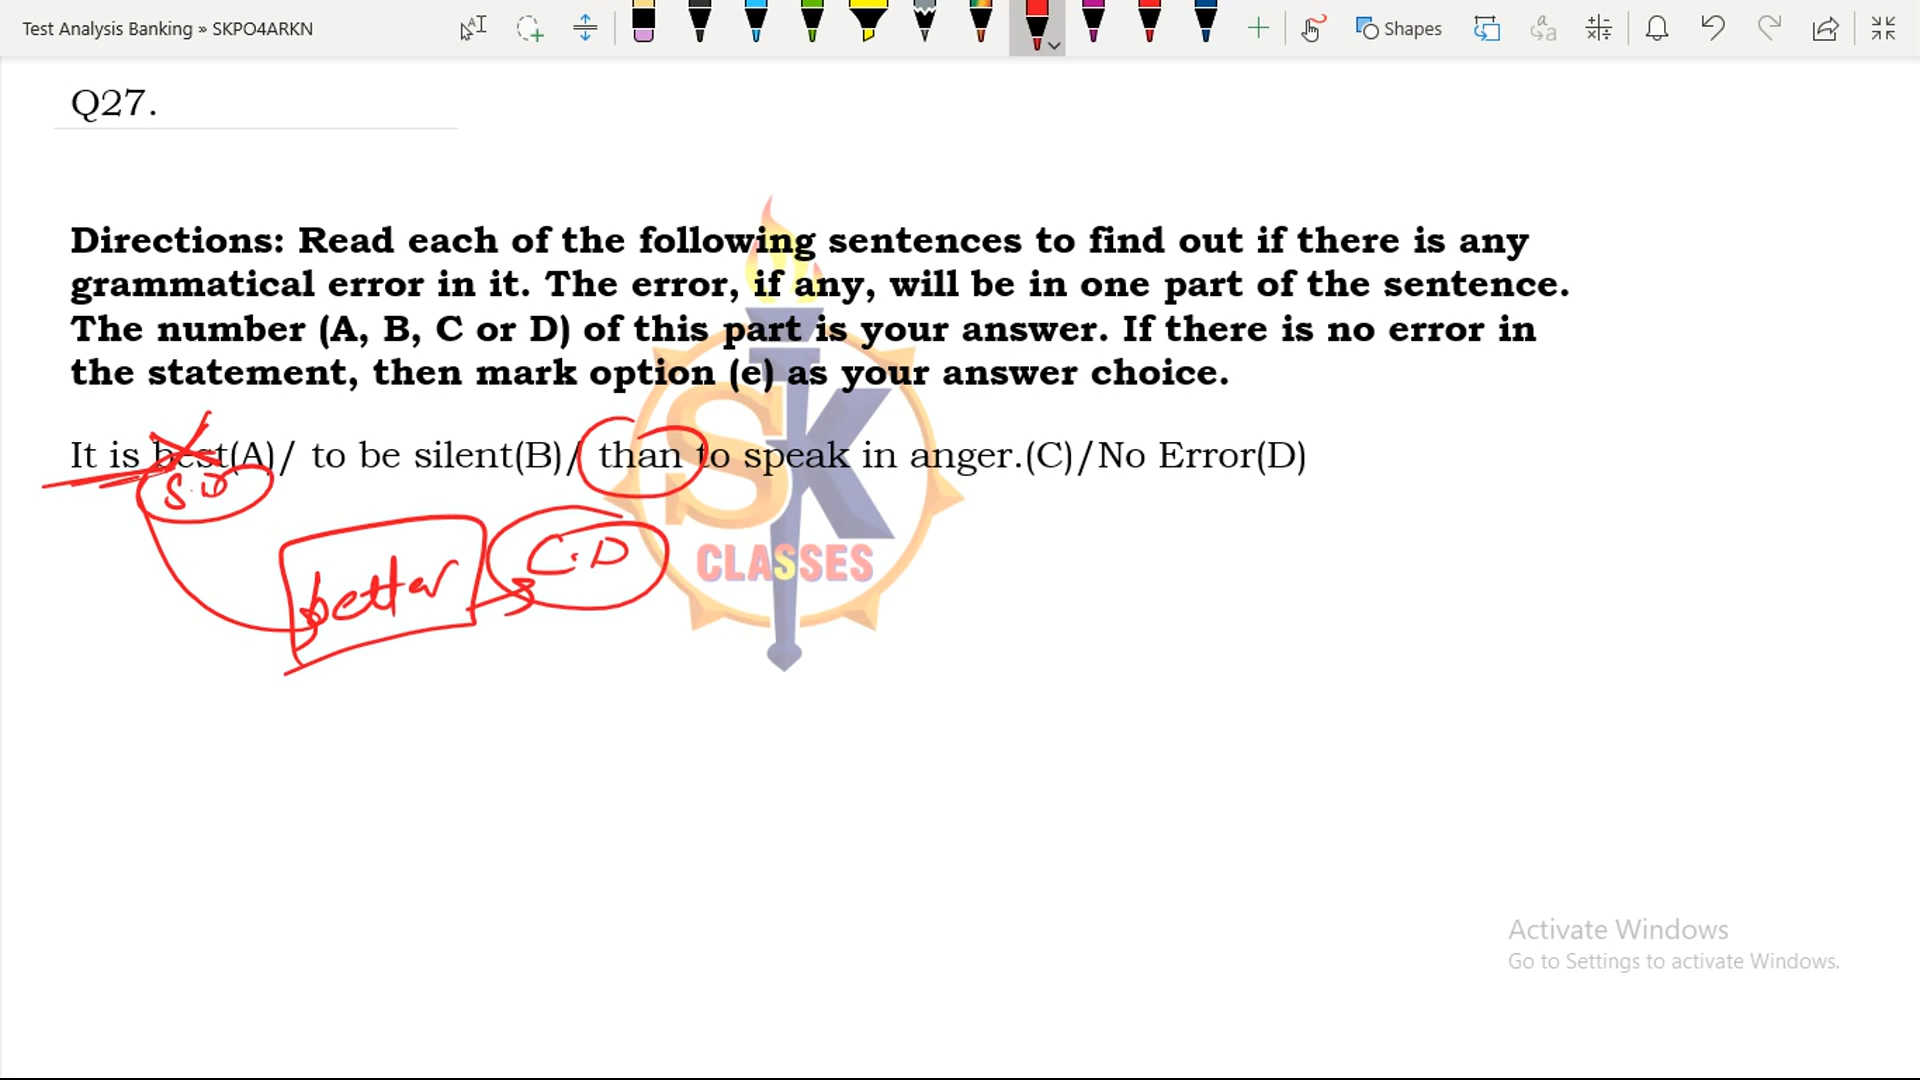 Test Analysis Banking » SKPO4ARKN
Shapes
Q27.
Directions: Read each of the following sentences to find out if there is any
grammatical error in it. The error, if any, will be in one part of the sentence.
The number (A, B, C or D) of this part is your answer. If there is no error in
the statement, then mark option (e) as your answer choice.
It is best(A)/ to be silent(B)/ than to speak in anger.(C)/No Error(D)
S.D
better
C.D
SK
CLASSES
Activate Windows
Go to Settings to activate Windows.